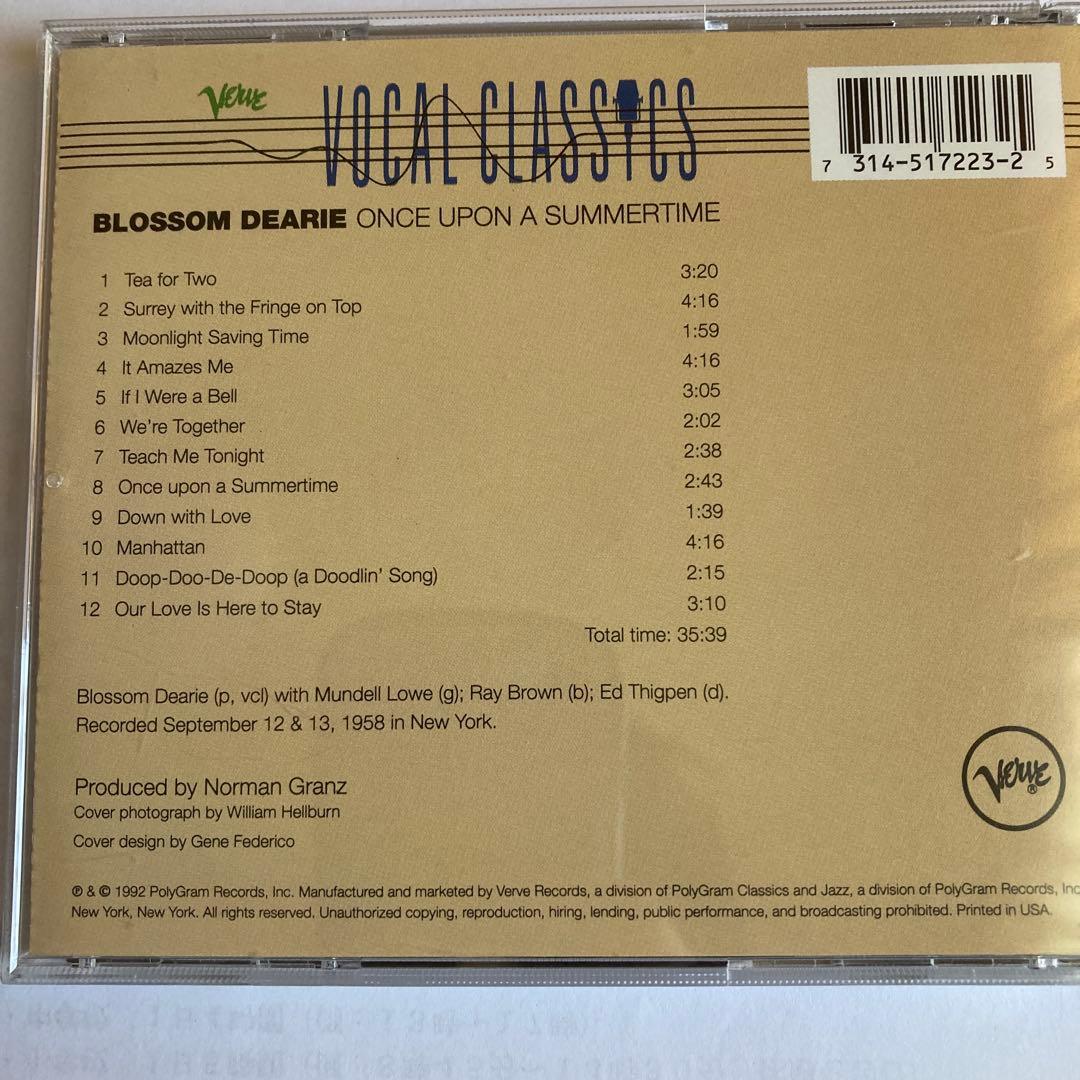 Verve
VOCAL CLASSICS
7 314-517223-2 5
BLOSSOM DEARIE ONCE UPON A SUMMERTIME
1 Tea for Two 3:20
2 Surrey with the Fringe on Top 4:16
3 Moonlight Saving Time 1:59
4 It Amazes Me 4:16
5 If I Were a Bell 3:05
6 We're Together 2:02
7 Teach Me Tonight 2:38
8 Once upon a Summertime 2:43
9 Down with Love 1:39
10 Manhattan 4:16
11 Doop-Doo-De-Doop (a Doodlin' Song) 2:15
12 Our Love Is Here to Stay 3:10
Total time: 35:39
Blossom Dearie (p, vcl) with Mundell Lowe (g); Ray Brown (b); Ed Thigpen (d).
Recorded September 12 & 13, 1958 in New York.
Verve ®
Produced by Norman Granz
Cover photograph by William Hellburn
Cover design by Gene Federico
℗ & © 1992 PolyGram Records, Inc. Manufactured and marketed by Verve Records, a division of PolyGram Classics and Jazz, a division of PolyGram Records, Inc
New York, New York. All rights reserved. Unauthorized copying, reproduction, hiring, lending, public performance, and broadcasting prohibited. Printed in USA.